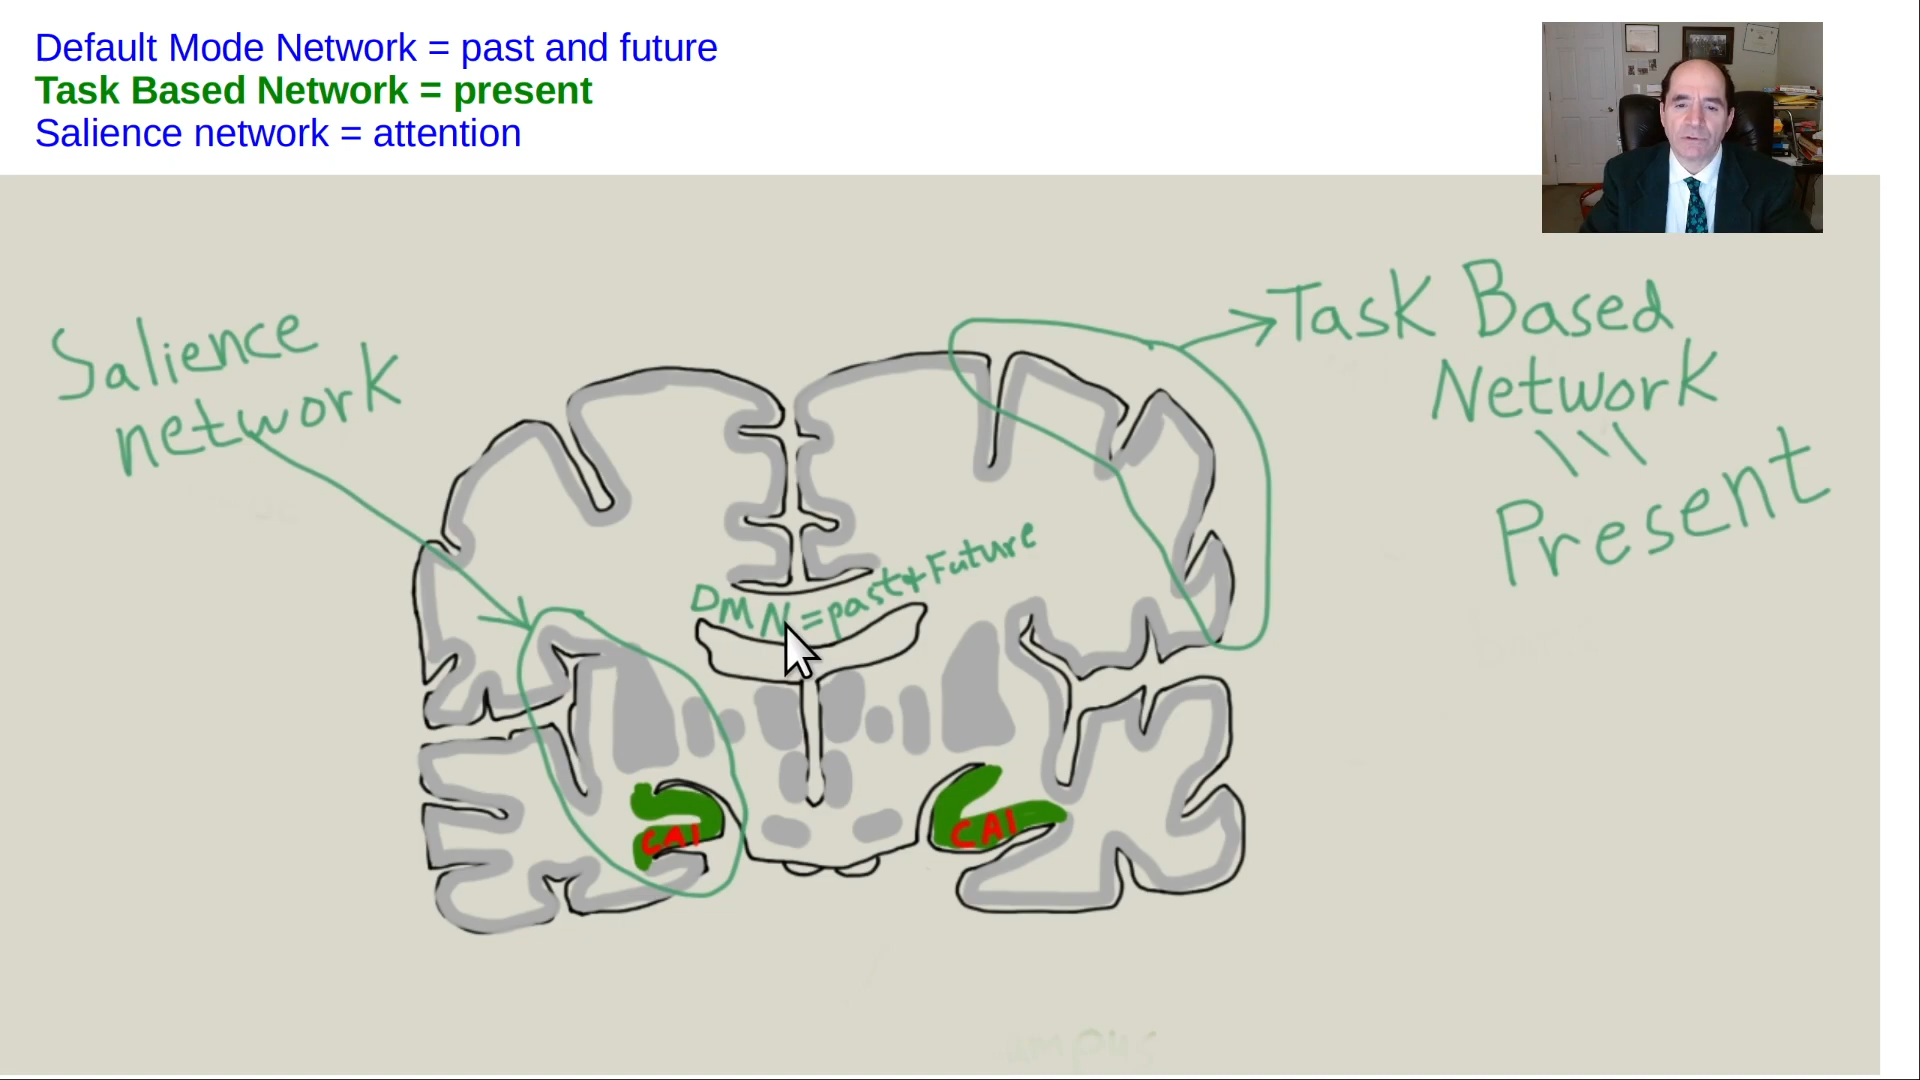 Default Mode Network = past and future
Task Based Network = present
Salience network = attention
Salience
network
Task Based
Network
Present
DMN = past + Future
CA1
CA1